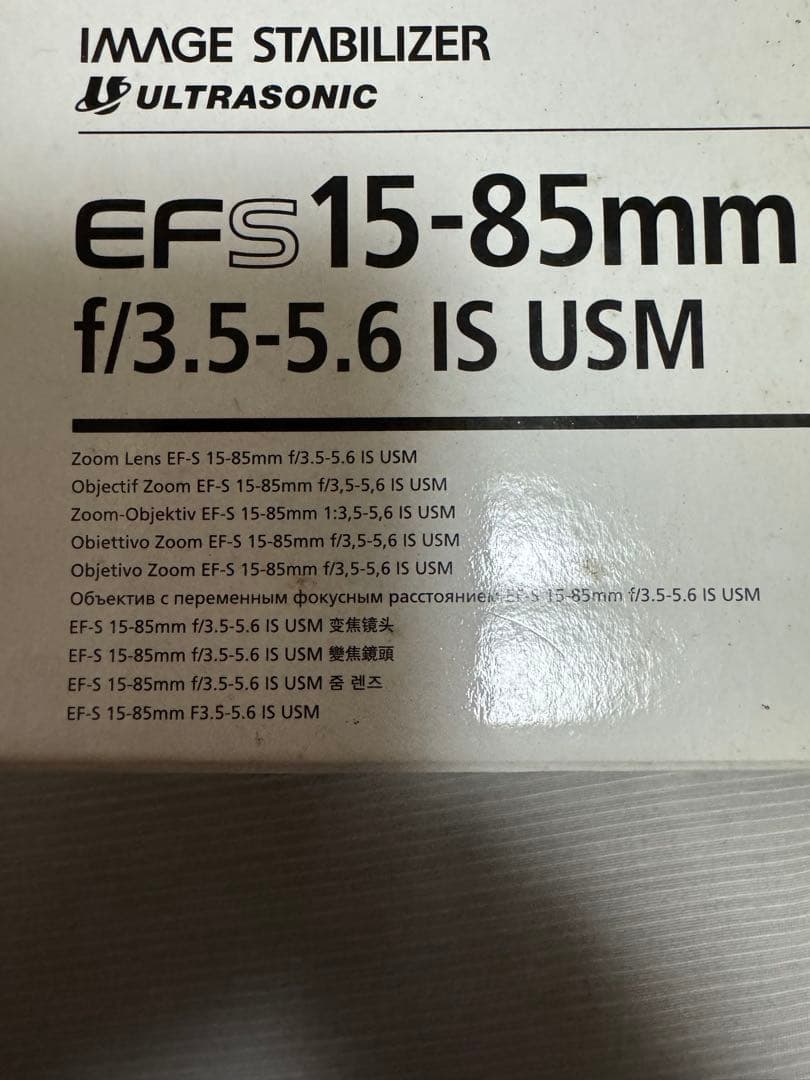 IMAGE STABILIZER
ULTRASONIC
EFS15-85mm
f/3.5-5.6 IS USM
Zoom Lens EF-S 15-85mm f/3.5-5.6 IS USM
Objectif Zoom EF-S 15-85mm f/3,5-5,6 IS USM
Zoom-Objektiv EF-S 15-85mm 1:3,5-5,6 IS USM
Obiettivo Zoom EF-S 15-85mm f/3,5-5,6 IS USM
Objetivo Zoom EF-S 15-85mm f/3,5-5,6 IS USM
Объектив с переменным фокусным расстоянием EF-S 15-85mm f/3.5-5.6 IS USM
EF-S 15-85mm f/3.5-5.6 IS USM 变焦镜头
EF-S 15-85mm f/3.5-5.6 IS USM 變焦鏡頭
EF-S 15-85mm f/3.5-5.6 IS USM 줌 렌즈
EF-S 15-85mm F3.5-5.6 IS USM